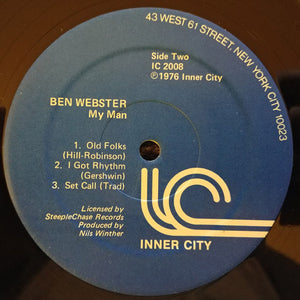 43 WEST 61 STREET, NEW YORK CITY 10023
Side Two
IC 2008
℗1976 Inner City
BEN WEBSTER
My Man
1. Old Folks
(Hill-Robinson)
2. I Got Rhythm
(Gershwin)
3. Set Call (Trad)
Licensed by
SteepleChase Records
Produced by
Nils Winther
INNER CITY